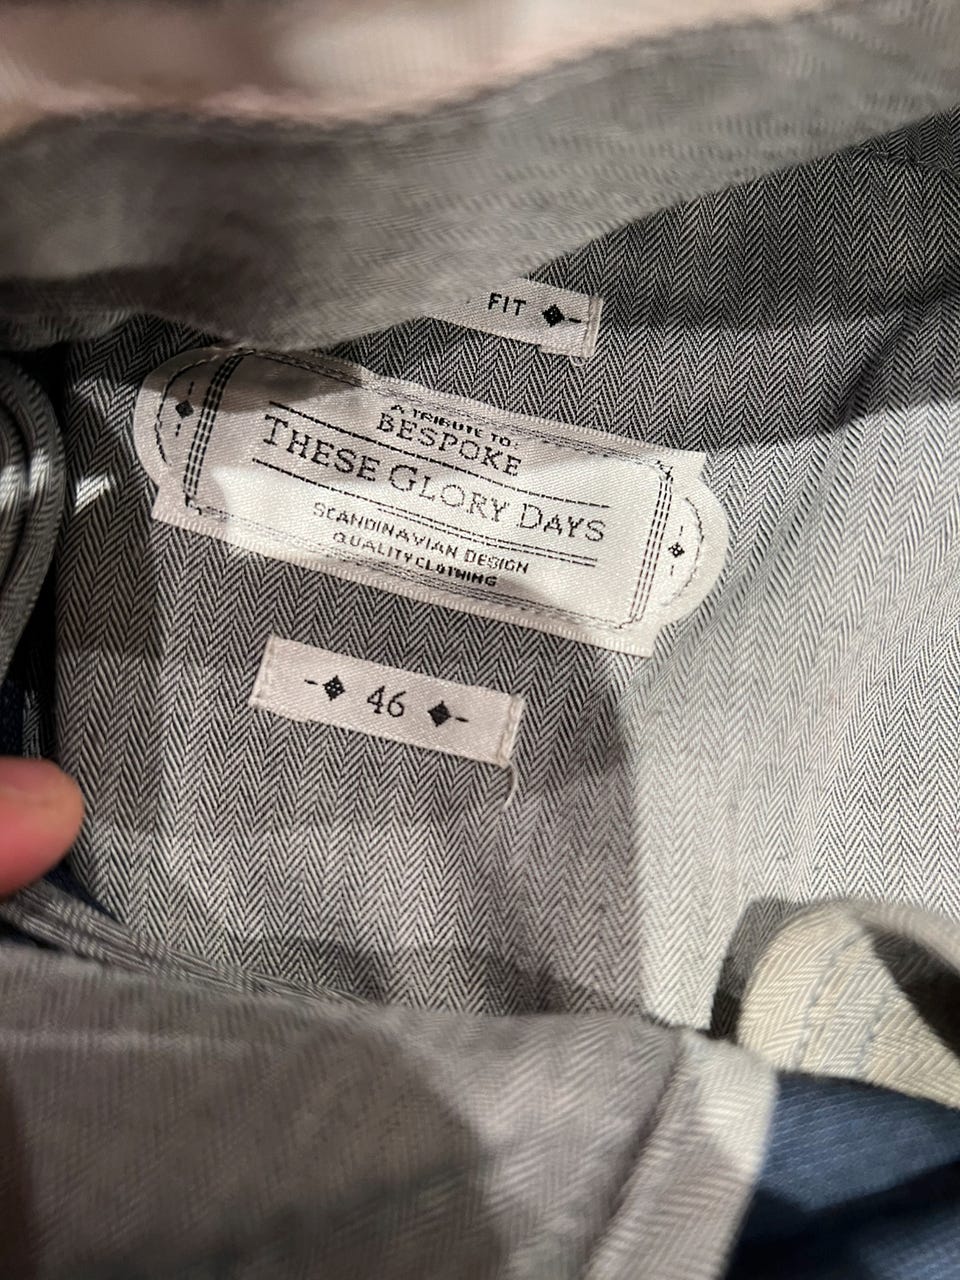 FIT
A TRIBUTE TO
BESPOKE
THESE GLORY DAYS
SCANDINAVIAN DESIGN
QUALITY CLOTHING
46